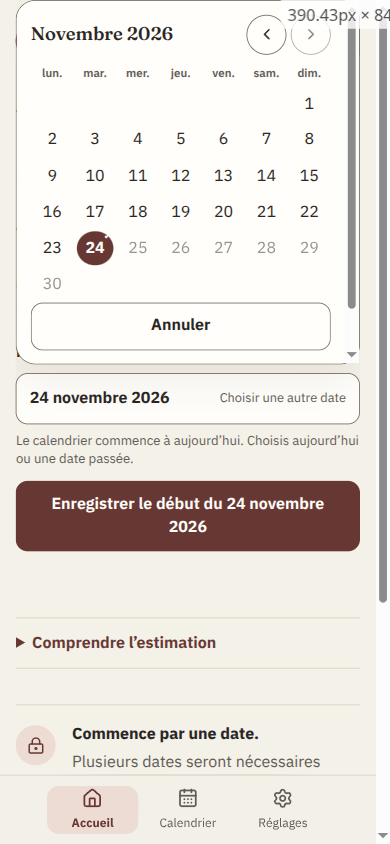 390.43px × 84
Novembre 2026
lun. mar. mer. jeu. ven. sam. dim.
1
2 3 4 5 6 7 8
9 10 11 12 13 14 15
16 17 18 19 20 21 22
23 24 25 26 27 28 29
30
Annuler
24 novembre 2026 Choisir une autre date
Le calendrier commence à aujourd’hui. Choisis aujourd’hui
ou une date passée.
Enregistrer le début du 24 novembre
2026
Comprendre l’estimation
Commence par une date.
Plusieurs dates seront nécessaires
Accueil Calendrier Réglages